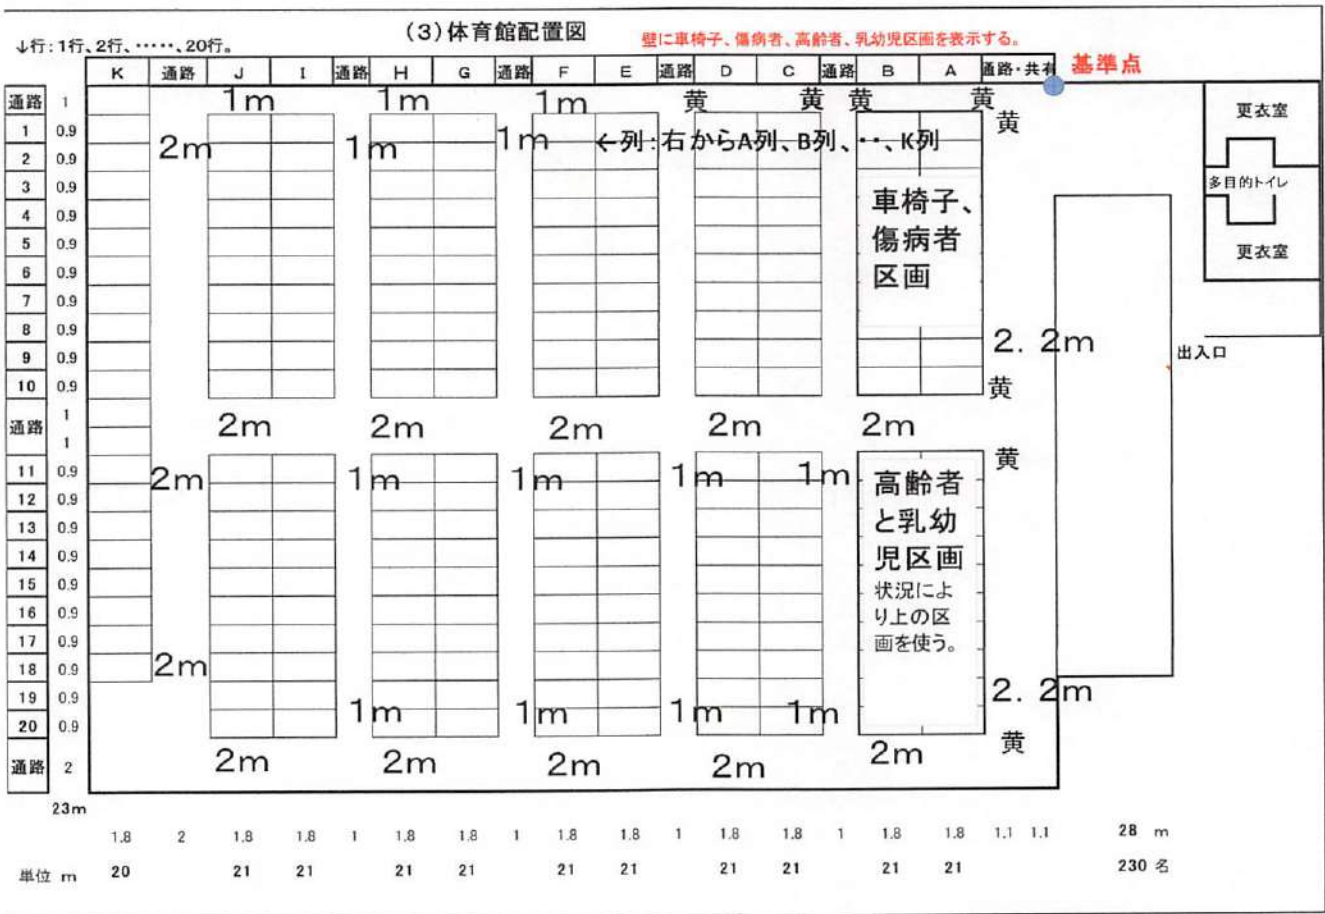 (3)体育館配置図
↓行:1行、2行、‥‥、20行。
壁に車椅子、傷病者、高齢者、乳幼児区画を表示する。
K 通路 J I 通路 H G 通路 F E 通路 D C 通路 B A 通路・共有 基準点
通路 1 1m 1m 1m 黄 黄 黄 黄
更衣室
1 0.9 黄
2m 1m 1m ←列:右からA列、B列、‥、K列
2 0.9
3 0.9 多目的トイレ
車椅子、
4 0.9
傷病者
5 0.9 更衣室
区画
6 0.9
7 0.9
8 0.9
2.2m
9 0.9 出入口
10 0.9 黄
通路 1
2m 2m 2m 2m 2m
1
11 0.9 黄
2m 1m 1m 1m 1m
高齢者
12 0.9
と乳幼
13 0.9
14 0.9
児区画
15 0.9 状況によ
16 0.9 り上の区
17 0.9 画を使う。
18 0.9 2m
19 0.9 2.2m
1m 1m 1m 1m
20 0.9 黄
通路 2 2m 2m 2m 2m 2m
23m
1.8 2 1.8 1.8 1 1.8 1.8 1 1.8 1.8 1 1.8 1.8 1 1.8 1.8 1.1 1.1 28 m
単位 m 20 21 21 21 21 21 21 21 21 21 21 230 名